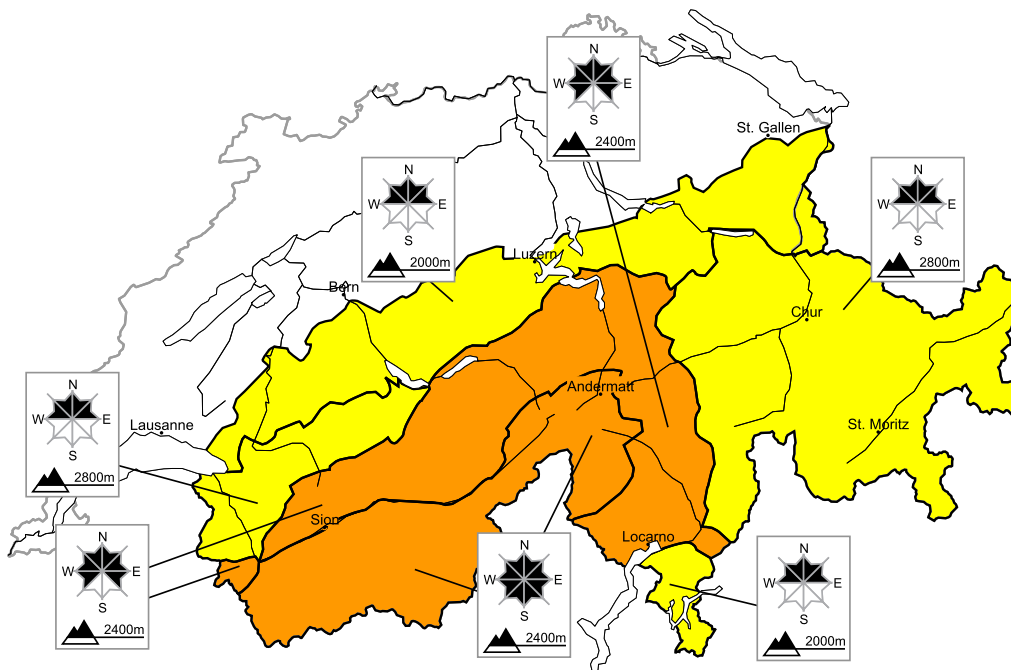 N
W E
S
2400m
St. Gallen
N
W E
S
2000m
N
W E
S
2800m
Luzern
Bern
Chur
N
W E
S
2800m
Andermatt
Lausanne
St. Moritz
Sion
Locarno
N
W E
S
2400m
N
W E
S
2400m
N
W E
S
2000m